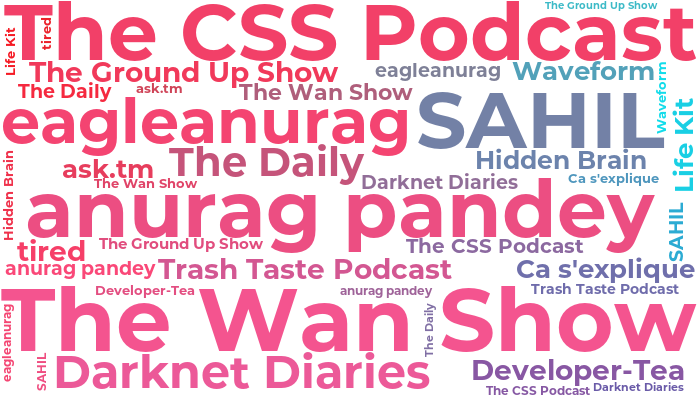 The Ground Up Show
Life Kit
tired
The CSS Podcast
The Ground Up Show
eagleanurag
Waveform
Waveform
The Daily
ask.tm
The Wan Show
eagleanurag
SAHIL
Life Kit
The Daily
Hidden Brain
Hidden Brain
ask.tm
The Wan Show
Darknet Diaries
Ca s'explique
anurag pandey
SAHIL
tired
The Ground Up Show
The CSS Podcast
anurag pandey
Trash Taste Podcast
Ca s'explique
Developer-Tea
anurag pandey
Trash Taste Podcast
The Wan Show
The Daily
eagleanurag
SAHIL
Darknet Diaries
Developer-Tea
The CSS Podcast
Darknet Diaries